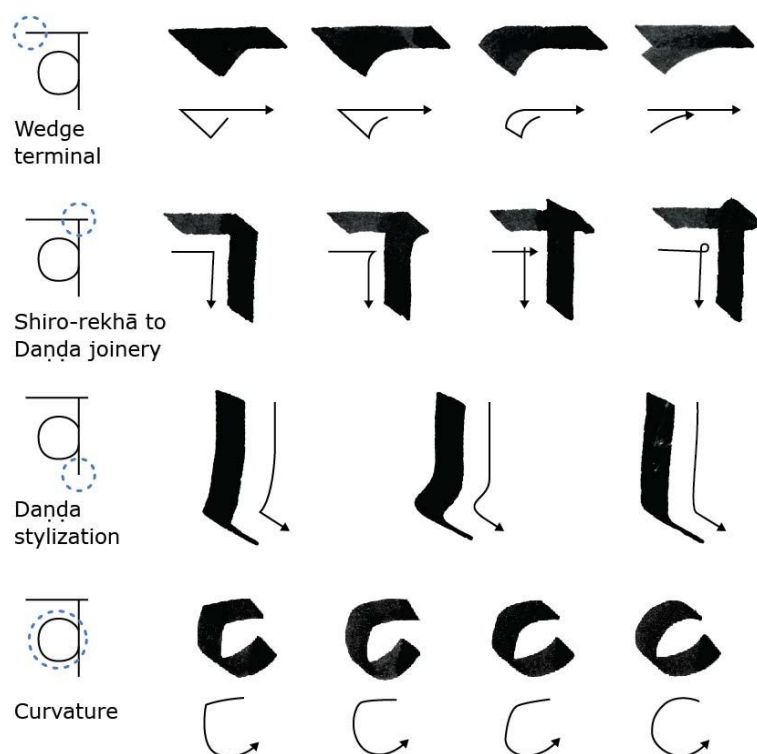 Wedge
terminal
Shiro-rekhā to
Daṇḍa joinery
Daṇḍa
stylization
Curvature